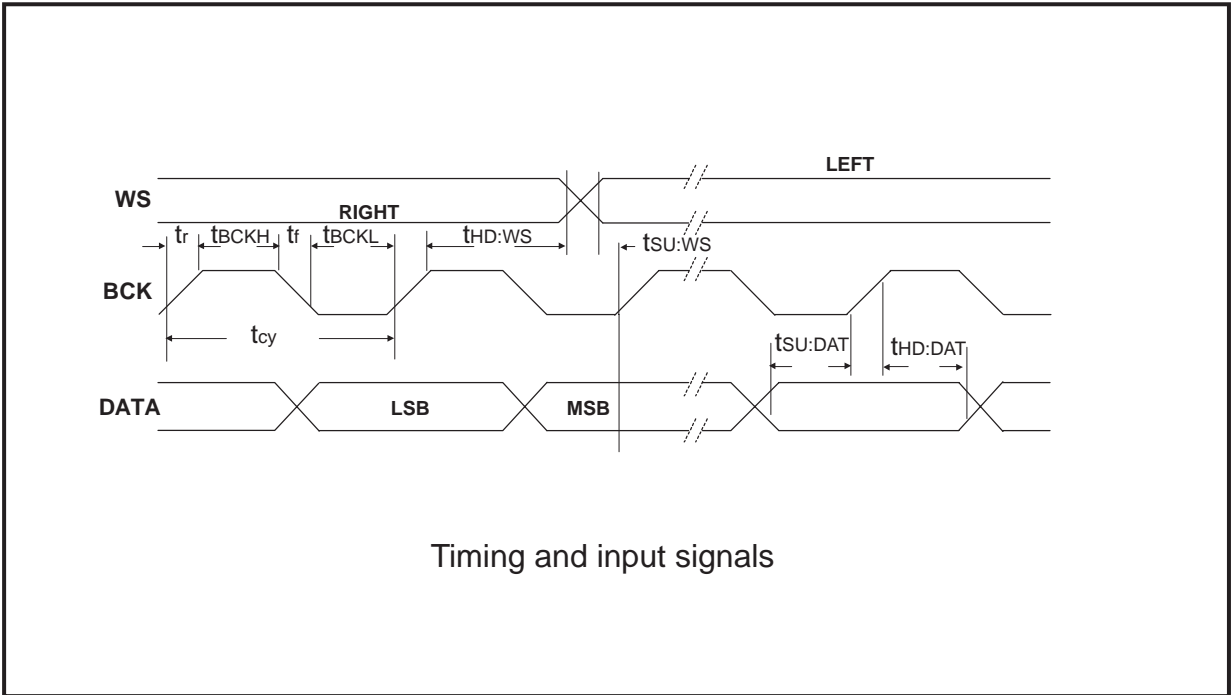 LEFT
WS
RIGHT
tr tBCKH tf tBCKL tHD:WS tSU:WS
BCK
tcy
tSU:DAT tHD:DAT
DATA LSB MSB
Timing and input signals